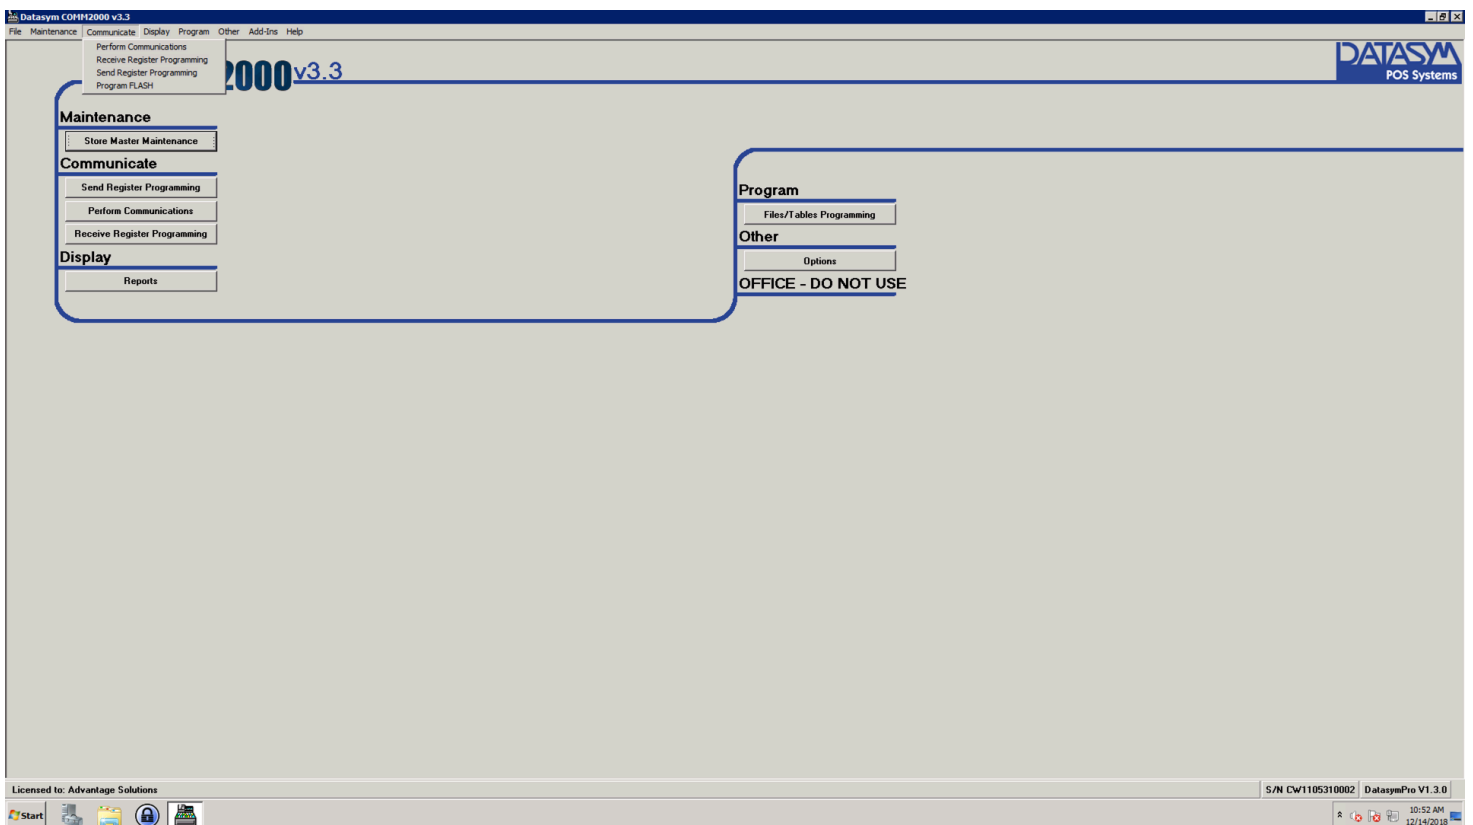 Datasym COMM2000 v3.3
File Maintenance Communicate Display Program Other Add-Ins Help
Perform Communications
Receive Register Programming
Send Register Programming
Program FLASH
2000 v3.3
DATASYM
POS Systems
Maintenance
Store Master Maintenance
Communicate
Send Register Programming
Perform Communications
Receive Register Programming
Display
Reports
Program
Files/Tables Programming
Other
Options
OFFICE - DO NOT USE
Licensed to: Advantage Solutions
S/N CW1105310002 DatasymPro V1.3.0
Start
10:52 AM
12/14/2018